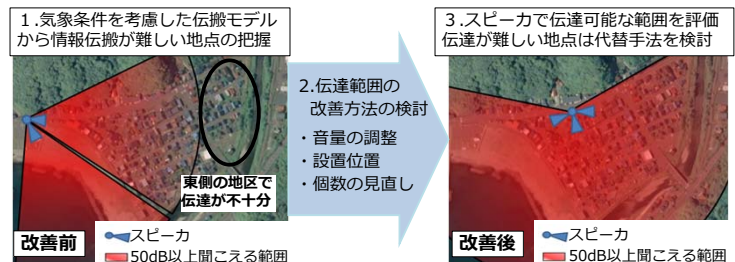 1.気象条件を考慮した伝搬モデル
から情報伝搬が難しい地点の把握
東側の地区で
伝達が不十分
改善前
スピーカ
50dB以上聞こえる範囲
2.伝達範囲の
改善方法の検討
・音量の調整
・設置位置
・個数の見直し
3.スピーカで伝達可能な範囲を評価
伝達が難しい地点は代替手法を検討
改善後
スピーカ
50dB以上聞こえる範囲